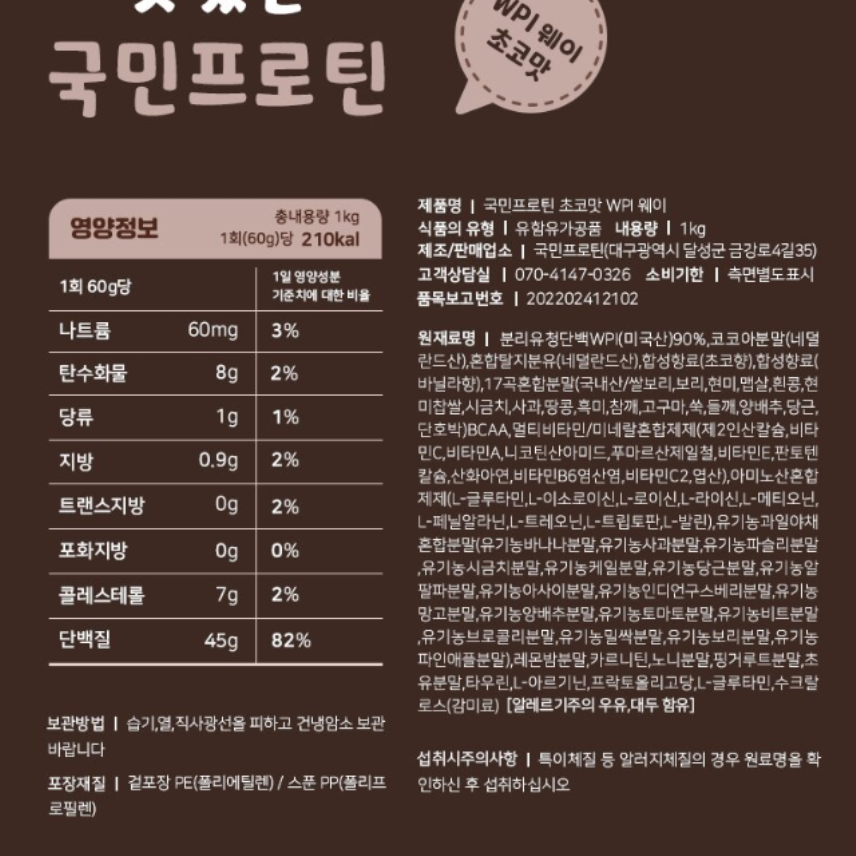 맛있는
국민프로틴
WPI 웨이
초코맛
영양정보
총내용량 1kg
1회(60g)당 210kal
1회 60g당
1일 영양성분
기준치에 대한 비율
나트륨 60mg 3%
탄수화물 8g 2%
당류 1g 1%
지방 0.9g 2%
트랜스지방 0g 2%
포화지방 0g 0%
콜레스테롤 7g 2%
단백질 45g 82%
보관방법 | 습기,열,직사광선을 피하고 건냉암소 보관
바랍니다
포장재질 | 겉포장 PE(폴리에틸렌) / 스푼 PP(폴리프
로필렌)
제품명 | 국민프로틴 초코맛 WPI 웨이
식품의 유형 | 유함유가공품 내용량 | 1kg
제조/판매업소 | 국민프로틴(대구광역시 달성군 금강로4길35)
고객상담실 | 070-4147-0326 소비기한 | 측면별도표시
품목보고번호 | 202202412102
원재료명 | 분리유청단백WPI(미국산)90%,코코아분말(네덜
란드산),혼합탈지분유(네덜란드산),합성향료(초코향),합성향료(
바닐라향),17곡혼합분말(국내산/쌀보리,보리,현미,맵쌀,흰콩,현
미찹쌀,시금치,사과,땅콩,흑미,참깨,고구마,쑥,들깨,양배추,당근,
단호박)BCAA,멀티비타민/미네랄혼합제제(제2인산칼슘,비타
민C,비타민A,니코틴산아미드,푸마르산제일철,비타민E,판토텐
칼슘,산화아연,비타민B6염산염,비타민C2,엽산),아미노산혼합
제제(L-글루타민,L-이소로이신,L-로이신,L-라이신,L-메티오닌,
L-페닐알라닌,L-트레오닌,L-트립토판,L-발린),유기농과일야채
혼합분말(유기농바나나분말,유기농사과분말,유기농파슬리분말
,유기농시금치분말,유기농케일분말,유기농당근분말,유기농알
팔파분말,유기농아사이분말,유기농인디언구스베리분말,유기농
망고분말,유기농양배추분말,유기농토마토분말,유기농비트분말
,유기농브로콜리분말,유기농밀싹분말,유기농보리분말,유기농
파인애플분말),레몬밤분말,카르니틴,노니분말,핑거루트분말,초
유분말,타우린,L-아르기닌,프락토올리고당,L-글루타민,수크랄
로스(감미료) [알레르기주의 우유,대두 함유]
섭취시주의사항 | 특이체질 등 알러지체질의 경우 원료명을 확
인하신 후 섭취하십시오